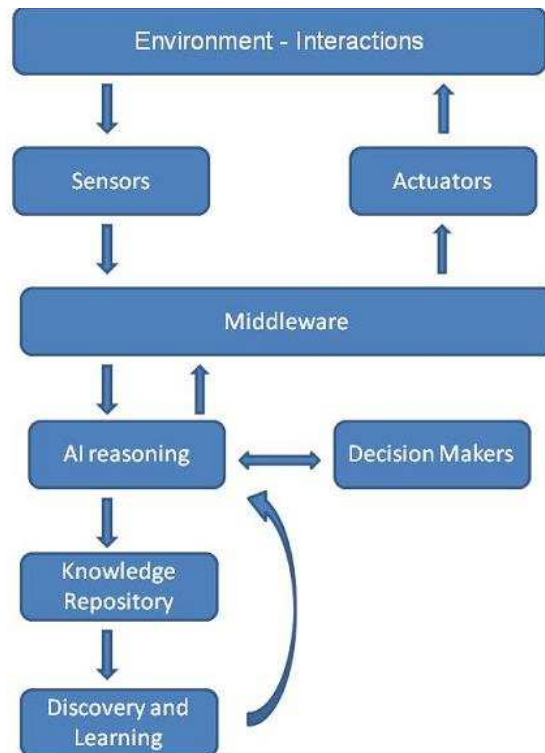 Environment - Interactions
Sensors
Actuators
Middleware
AI reasoning
Decision Makers
Knowledge
Repository
Discovery and
Learning